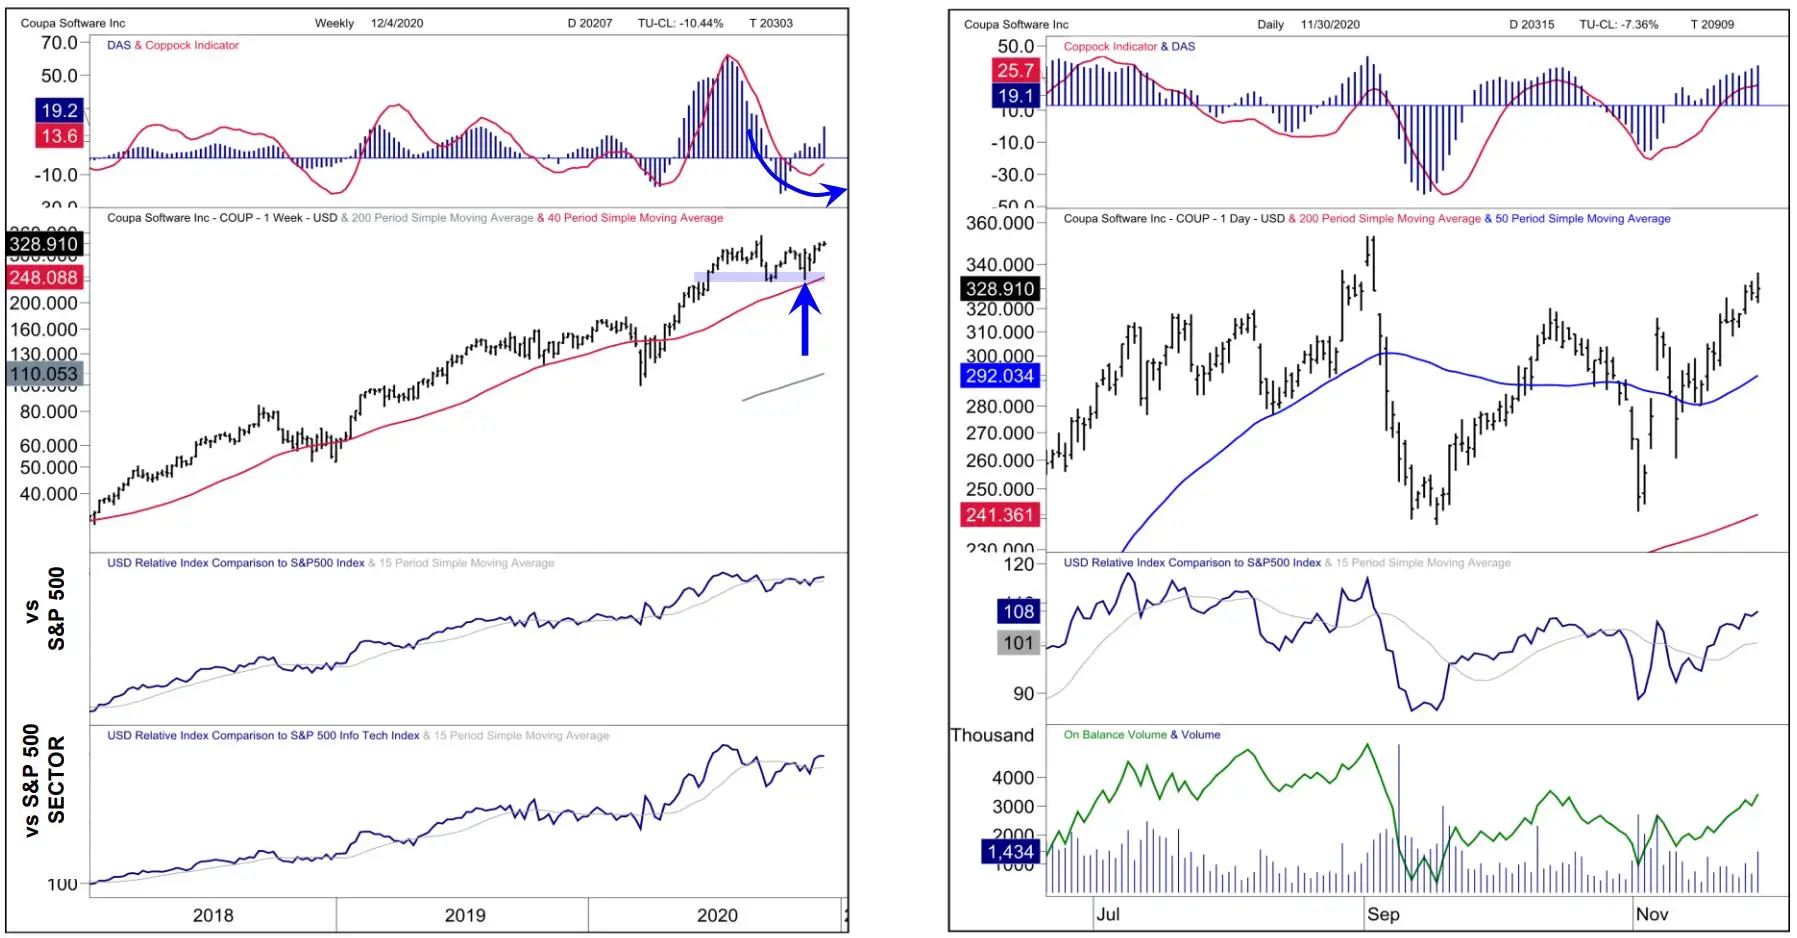 Coupa Software Inc Weekly 12/4/2020 D 20207 TU-CL: -10.44% T 20303
DAS & Coppock Indicator
70.0
50.0
19.2
13.6
-10.0
Coupa Software Inc - COUP - 1 Week - USD & 200 Period Simple Moving Average & 40 Period Simple Moving Average
328.910
248.088
200.000
160.000
130.000
110.053
80.000
60.000
50.000
40.000
vs
S&P 500
USD Relative Index Comparison to S&P500 Index & 15 Period Simple Moving Average
vs S&P 500
SECTOR
USD Relative Index Comparison to S&P 500 Info Tech Index & 15 Period Simple Moving Average
100
2018 2019 2020
Coupa Software Inc Daily 11/30/2020 D 20315 TU-CL: -7.36% T 20909
Coppock Indicator & DAS
50.0
25.7
19.1
10.0
-10.0
-30.0
-50.0
Coupa Software Inc - COUP - 1 Day - USD & 200 Period Simple Moving Average & 50 Period Simple Moving Average
360.000
340.000
328.910
320.000
310.000
300.000
292.034
280.000
270.000
260.000
250.000
241.361
230.000
USD Relative Index Comparison to S&P500 Index & 15 Period Simple Moving Average
120
108
101
90
Thousand
On Balance Volume & Volume
4000
3000
2000
1,434
1000
Jul Sep Nov